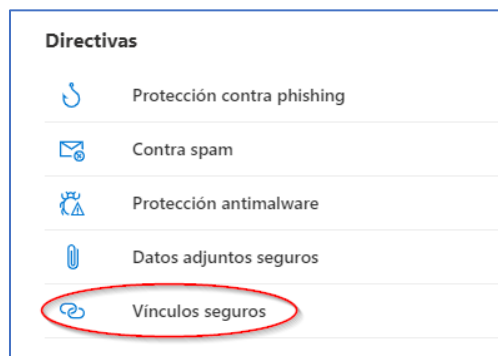 Directivas
Protección contra phishing
Contra spam
Protección antimalware
Datos adjuntos seguros
Vínculos seguros